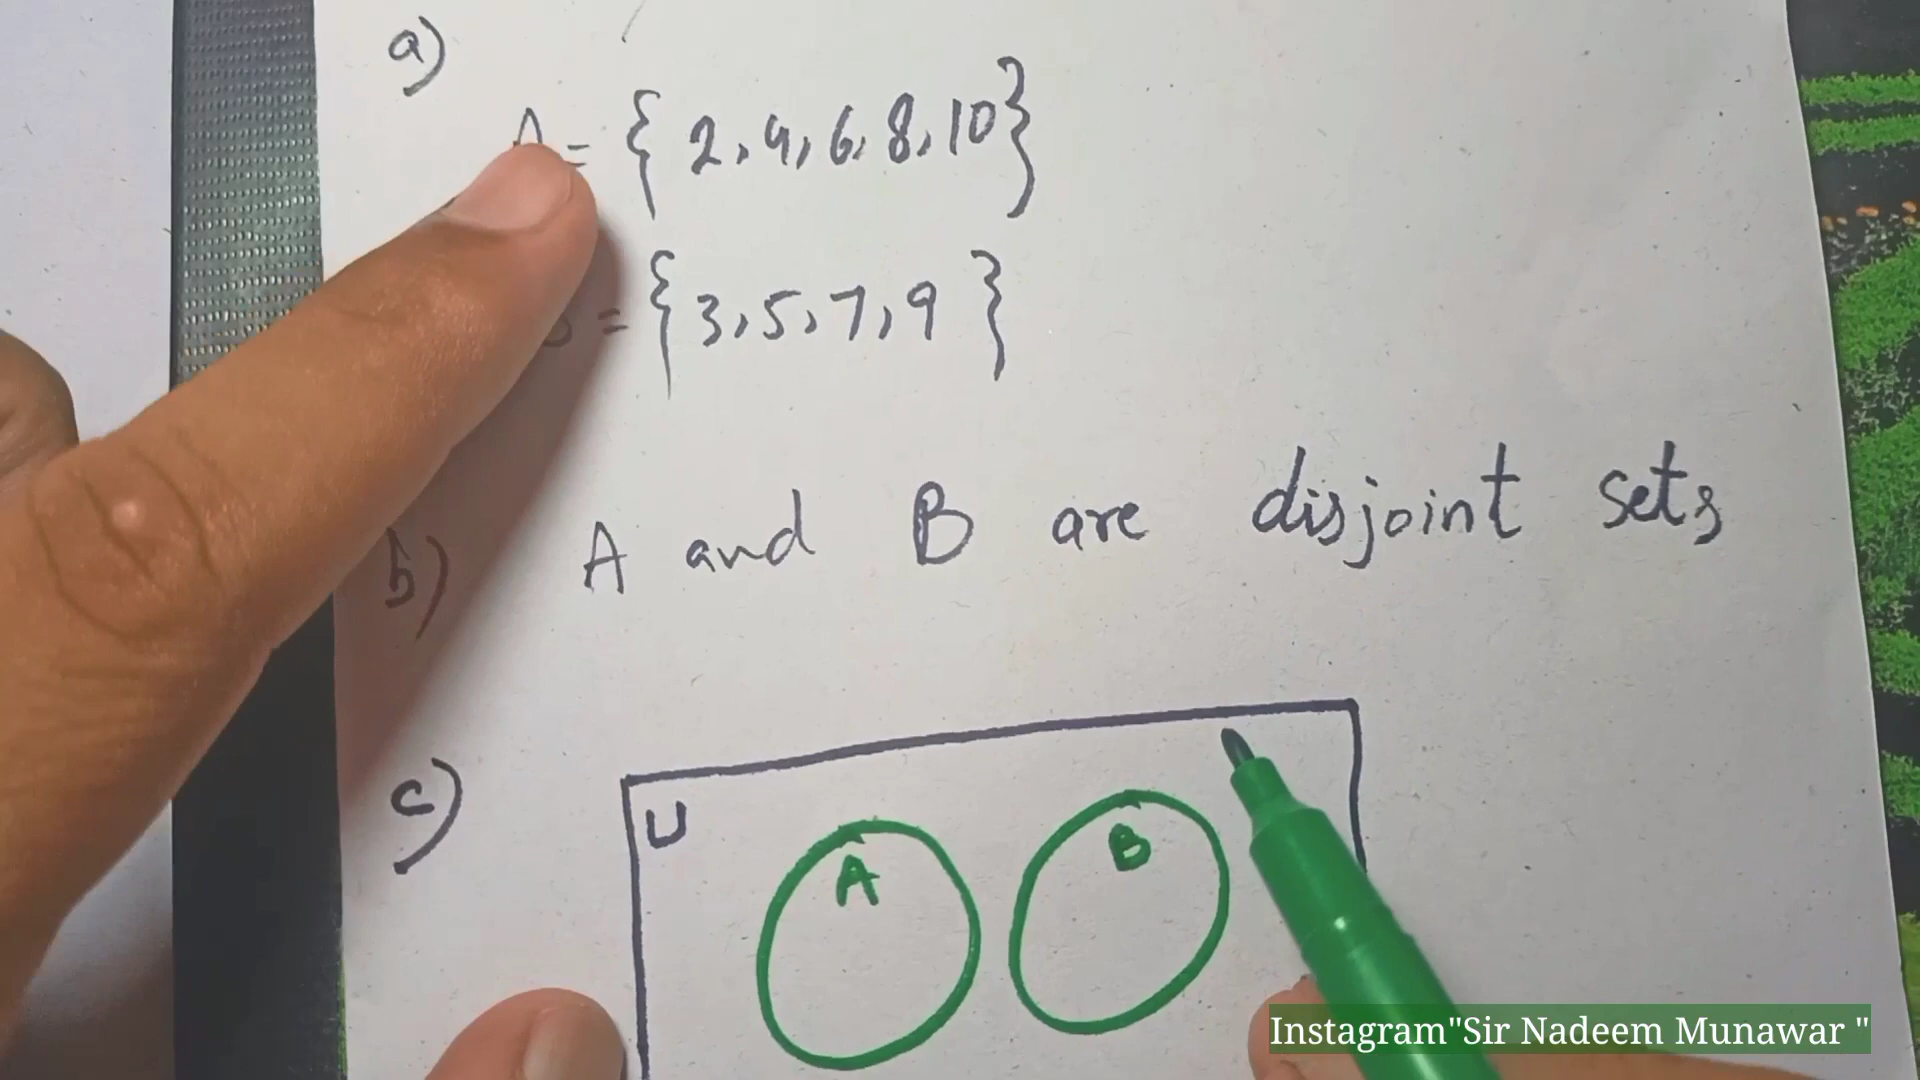 a)
A = { 2, 4, 6, 8, 10}
B = { 3, 5, 7, 9 }
b) A and B are disjoint sets
c)
U
A
B
Instagram"Sir Nadeem Munawar "